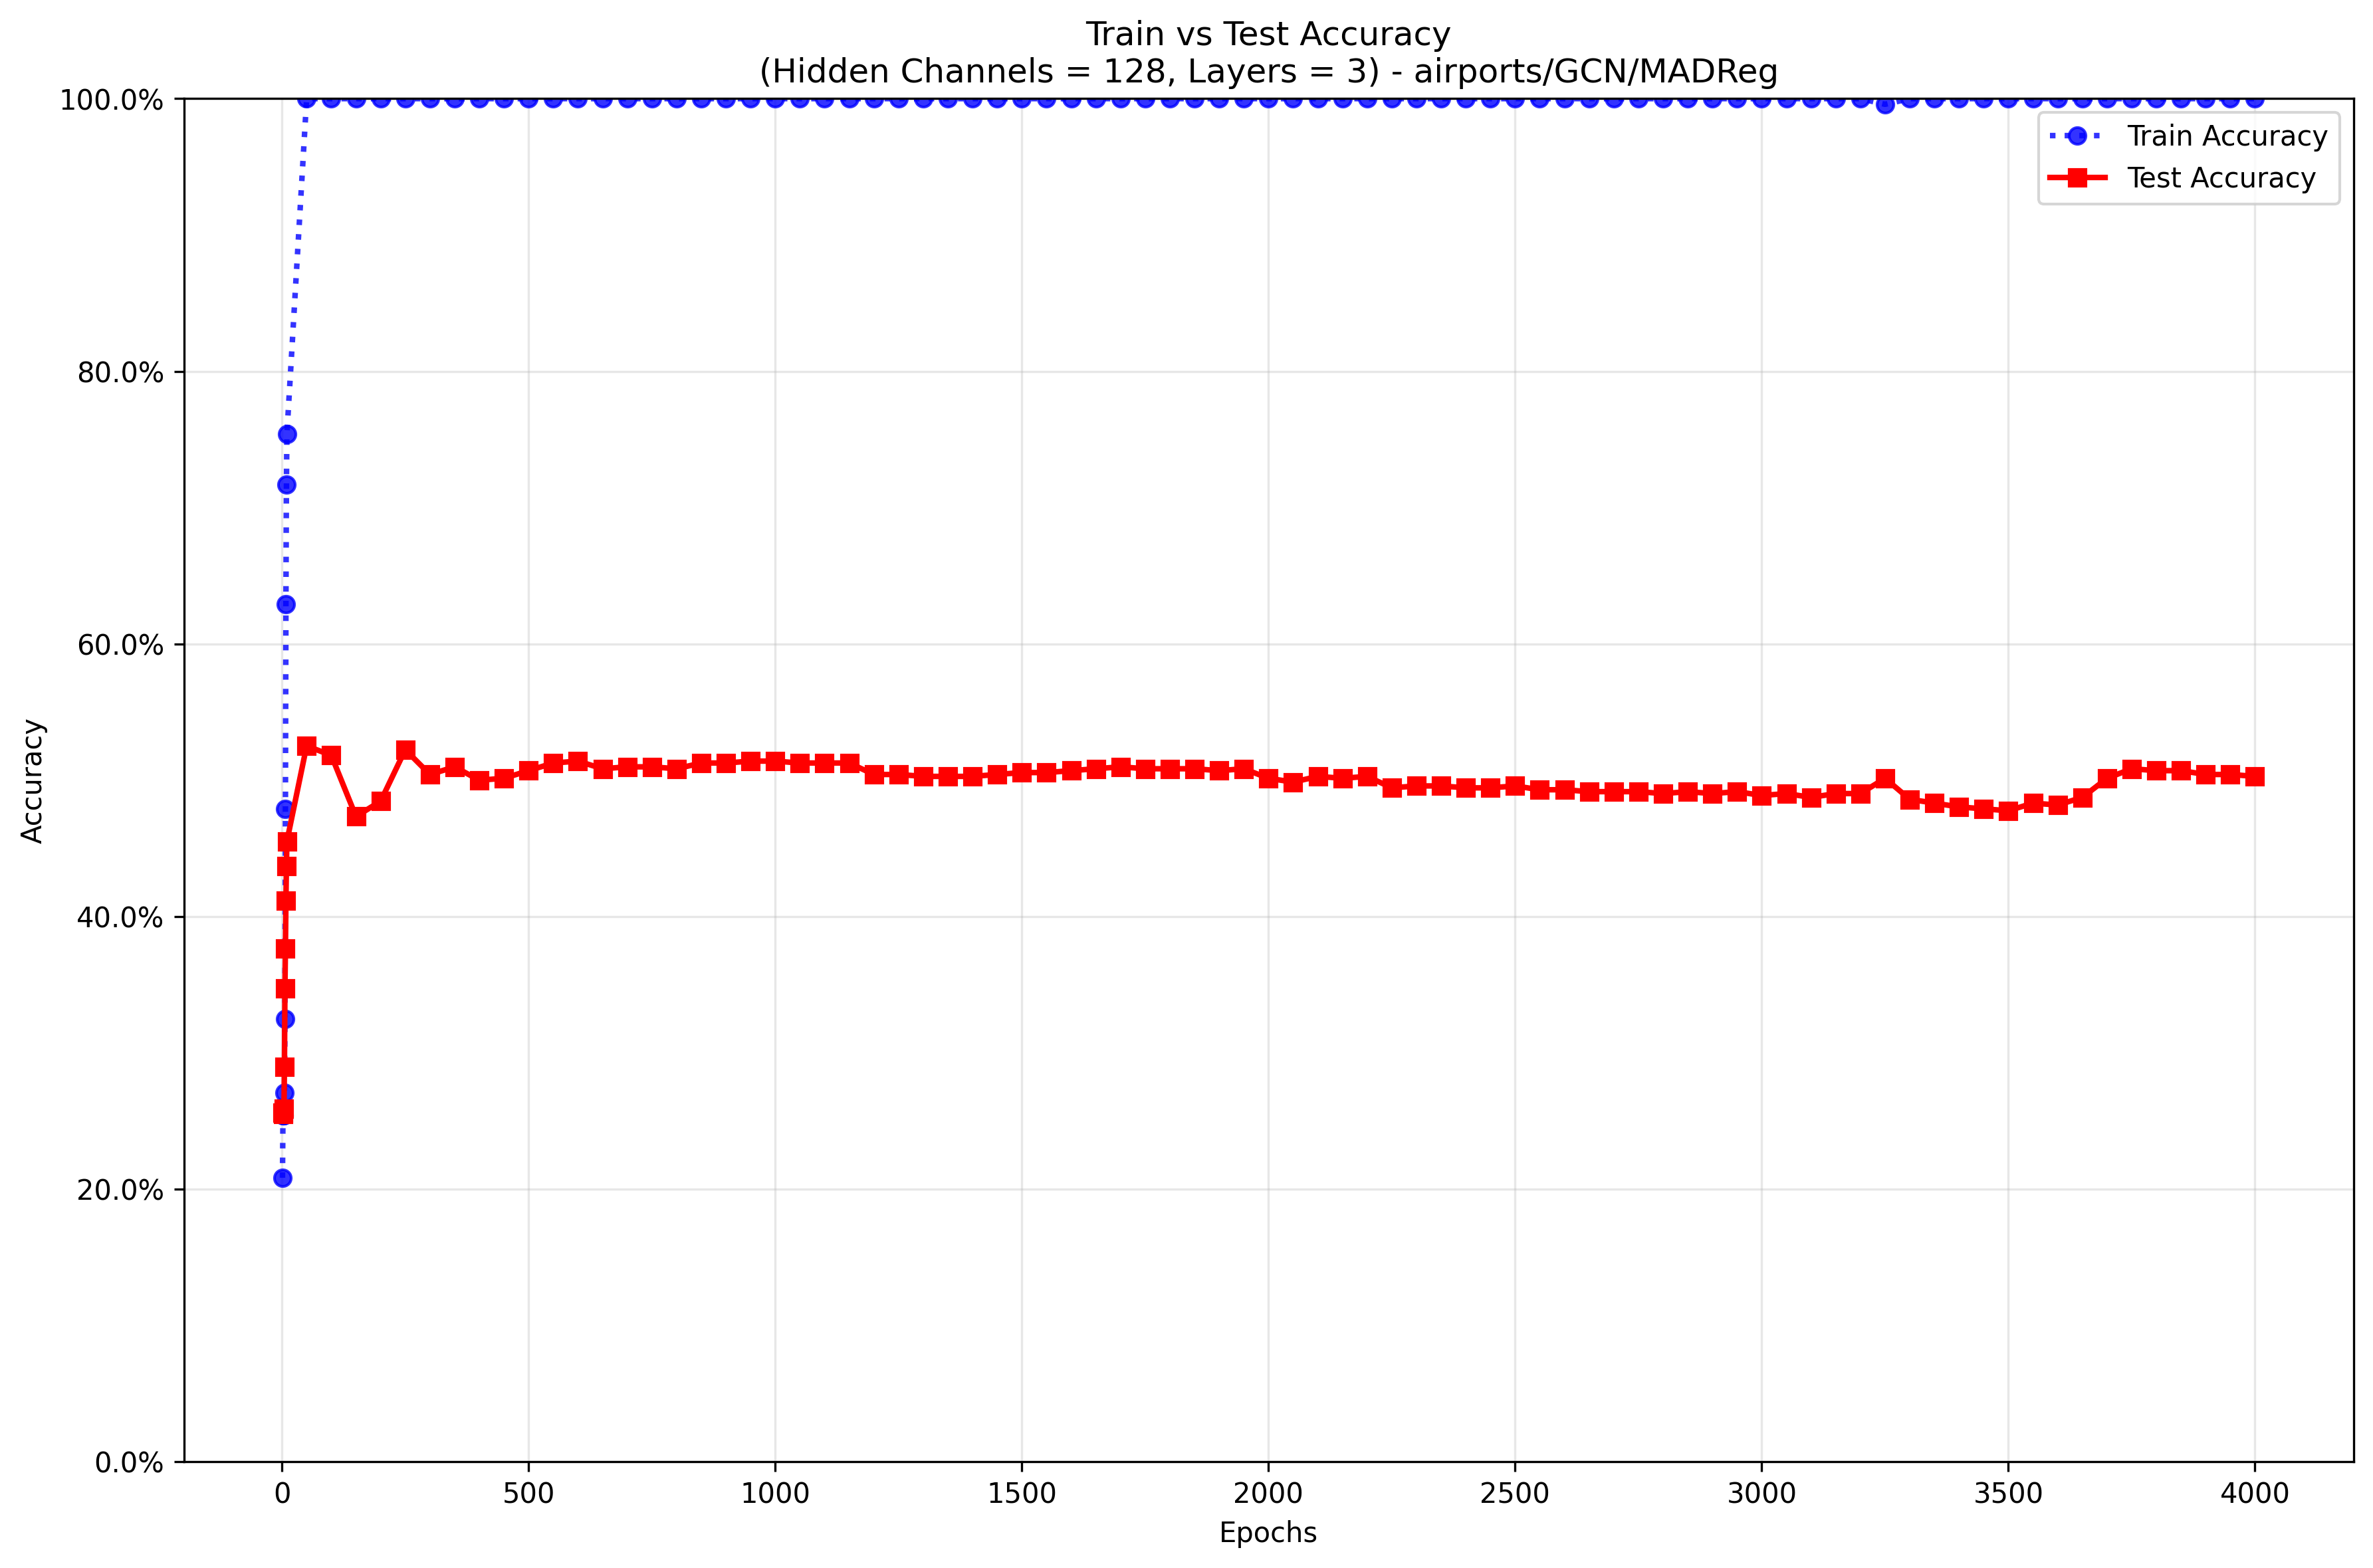 Train vs Test Accuracy
(Hidden Channels = 128, Layers = 3) - airports/GCN/MADReg
100.0%
80.0%
60.0%
40.0%
20.0%
0.0%
Accuracy
Train Accuracy
Test Accuracy
0 500 1000 1500 2000 2500 3000 3500 4000
Epochs